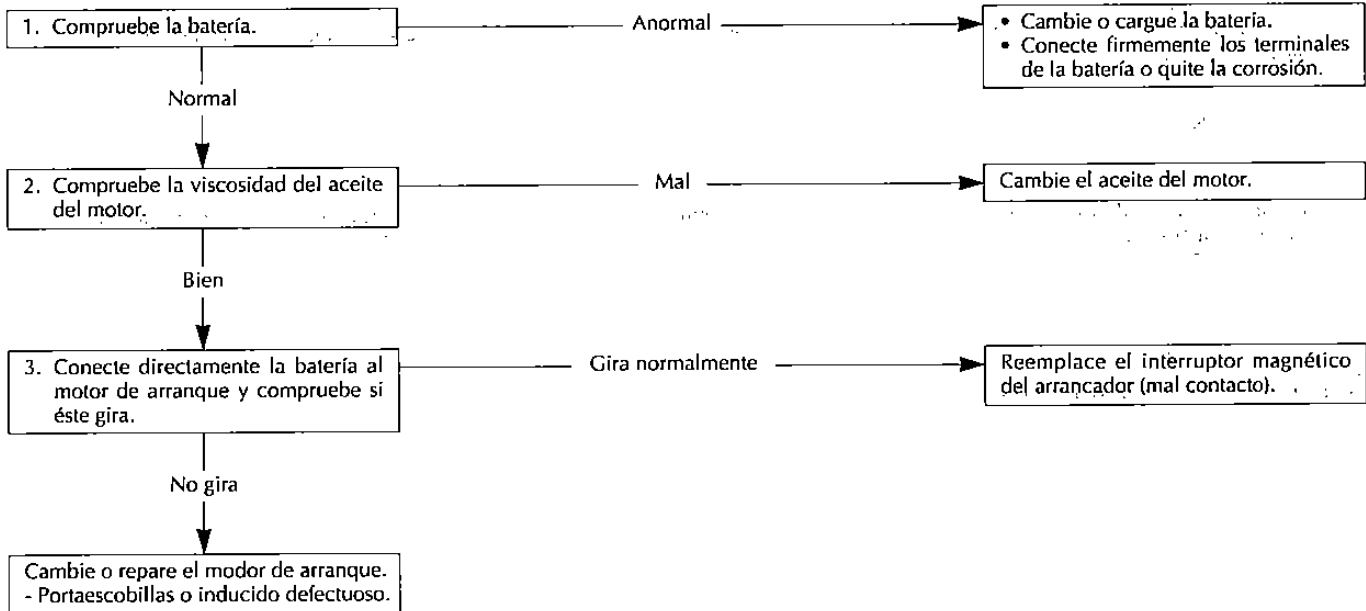 1. Compruebe la batería.
Anormal
• Cambie o cargue la batería.
• Conecte firmemente los terminales
de la batería o quite la corrosión.
Normal
2. Compruebe la viscosidad del aceite
del motor.
Mal
Cambie el aceite del motor.
Bien
3. Conecte directamente la batería al
motor de arranque y compruebe si
éste gira.
Gira normalmente
Reemplace el interruptor magnético
del arrancador (mal contacto).
No gira
Cambie o repare el modor de arranque.
- Portaescobillas o inducido defectuoso.